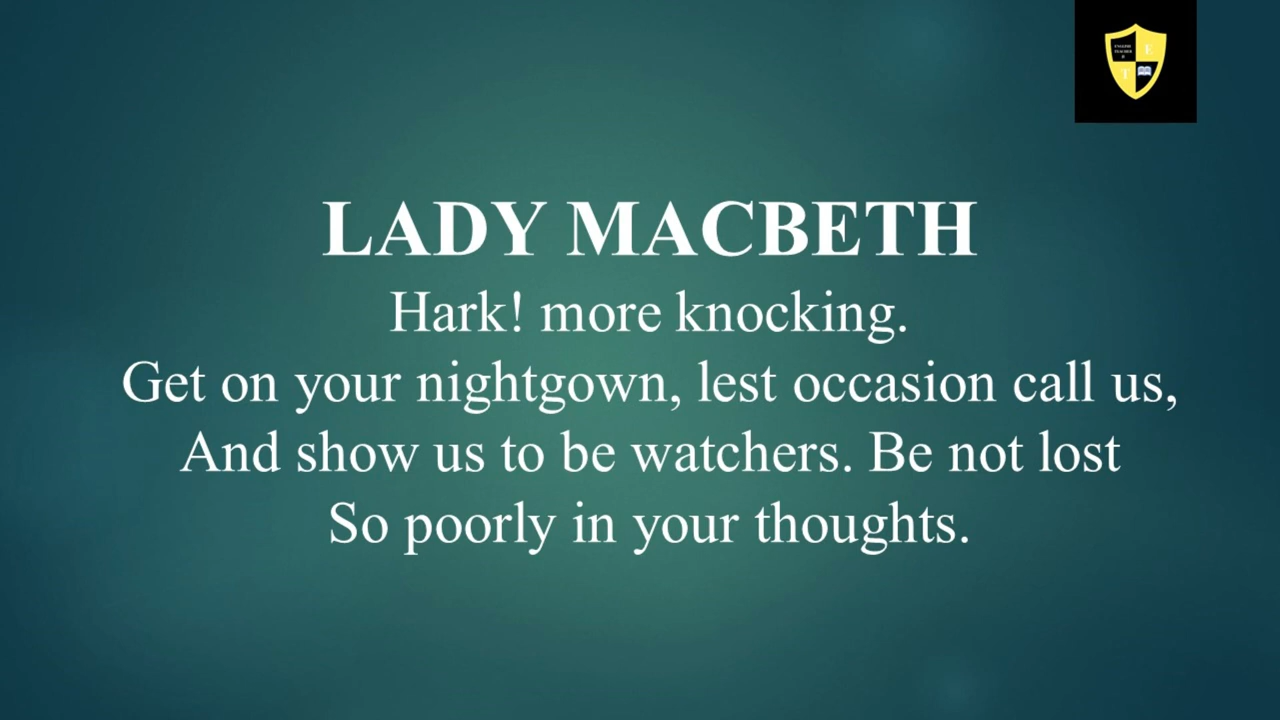 LADY MACBETH
Hark! more knocking.
Get on your nightgown, lest occasion call us,
And show us to be watchers. Be not lost
So poorly in your thoughts.
E
T